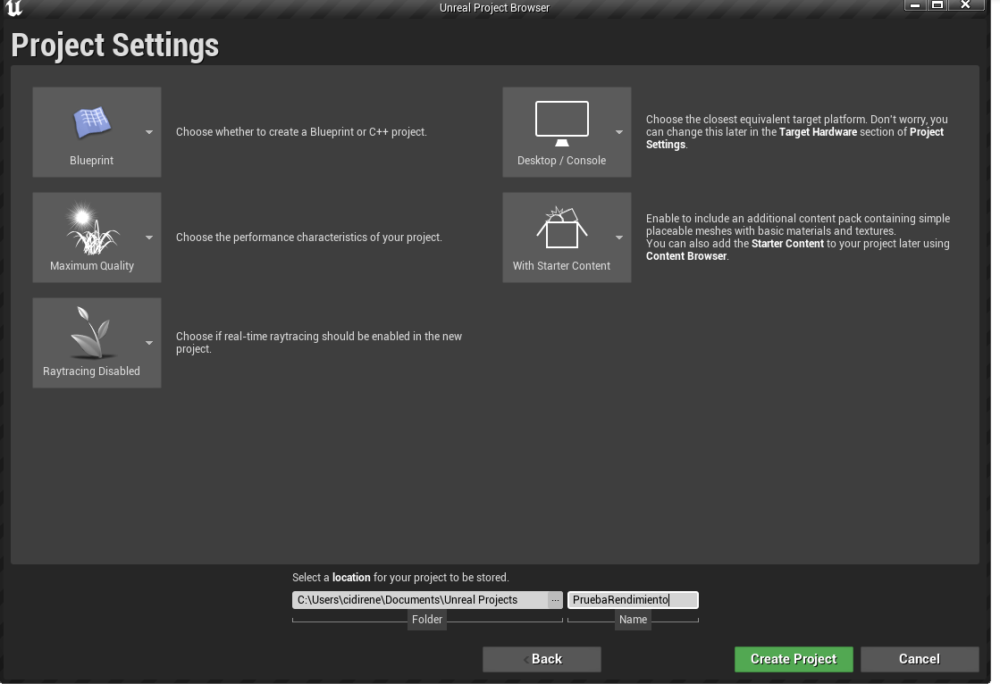 Unreal Project Browser
Project Settings
Blueprint
Choose whether to create a Blueprint or C++ project.
Desktop / Console
Choose the closest equivalent target platform. Don't worry, you
can change this later in the Target Hardware section of Project
Settings.
Maximum Quality
Choose the performance characteristics of your project.
With Starter Content
Enable to include an additional content pack containing simple
placeable meshes with basic materials and textures.
You can also add the Starter Content to your project later using
Content Browser.
Raytracing Disabled
Choose if real-time raytracing should be enabled in the new
project.
Select a location for your project to be stored.
C:\Users\cidirene\Documents\Unreal Projects
...
PruebaRendimiento
Folder
Name
Back
Create Project
Cancel